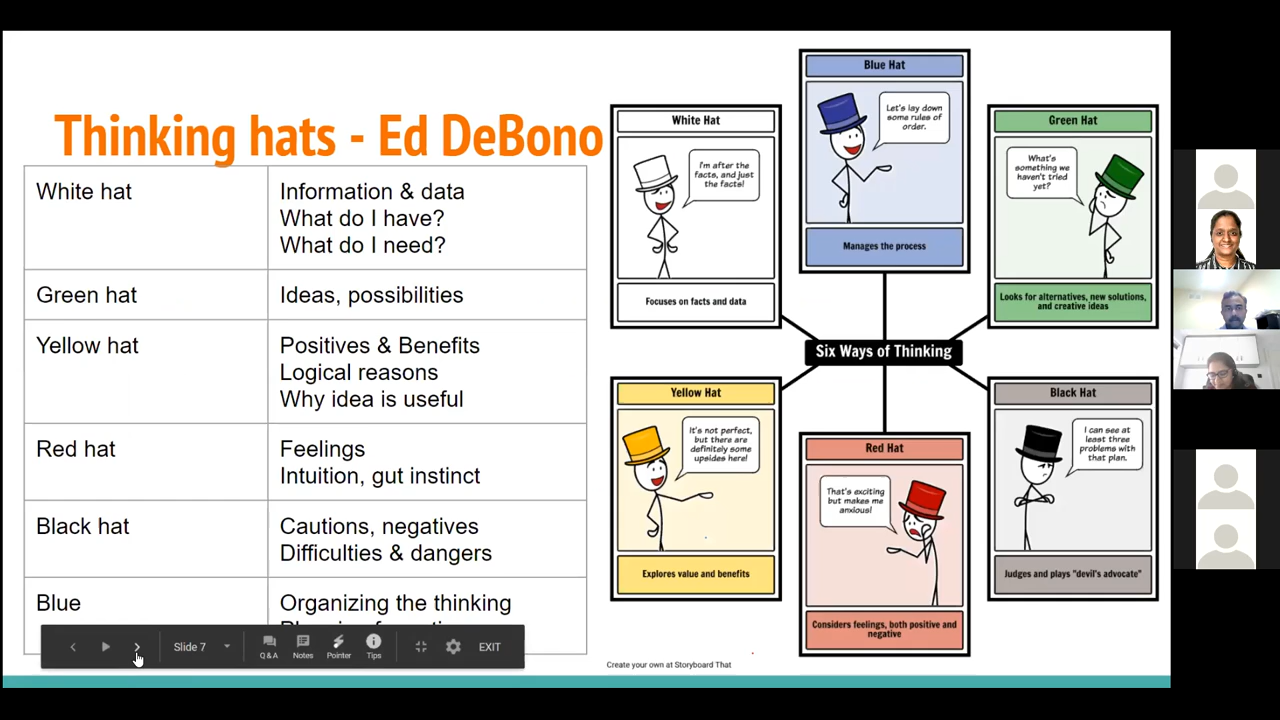 Thinking hats - Ed DeBono
White hat
Information & data
What do I have?
What do I need?
Green hat
Ideas, possibilities
Yellow hat
Positives & Benefits
Logical reasons
Why idea is useful
Red hat
Feelings
Intuition, gut instinct
Black hat
Cautions, negatives
Difficulties & dangers
Blue
Organizing the thinking
Slide 7
Q&A
Notes
Pointer
Tips
EXIT
Blue Hat
Let's lay down
some rules of
order.
Manages the process
White Hat
I'm after the
facts, and just
the facts!
Focuses on facts and data
Green Hat
What's
something we
haven't tried
yet?
Looks for alternatives, new solutions,
and creative ideas
Six Ways of Thinking
Yellow Hat
It's not perfect,
but there are
definitely some
upsides here!
Explores value and benefits
Red Hat
That's exciting
but makes me
anxious!
Considers feelings, both positive and
negative
Black Hat
I can see at
least three
problems with
that plan.
Judges and plays "devil's advocate"
Create your own at Storyboard That